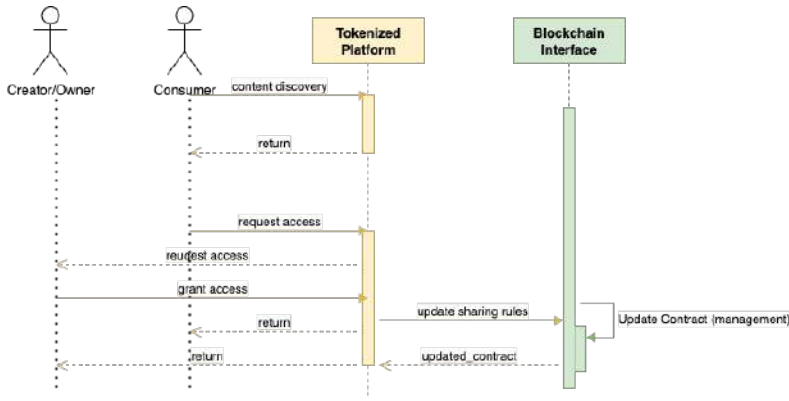 Tokenized
Platform
Blockchain
Interface
Creator/Owner
Consumer
content discovery
return
request access
reudest access
grant access
update sharing rules
Update Contract (management)
return
return
updated_contract